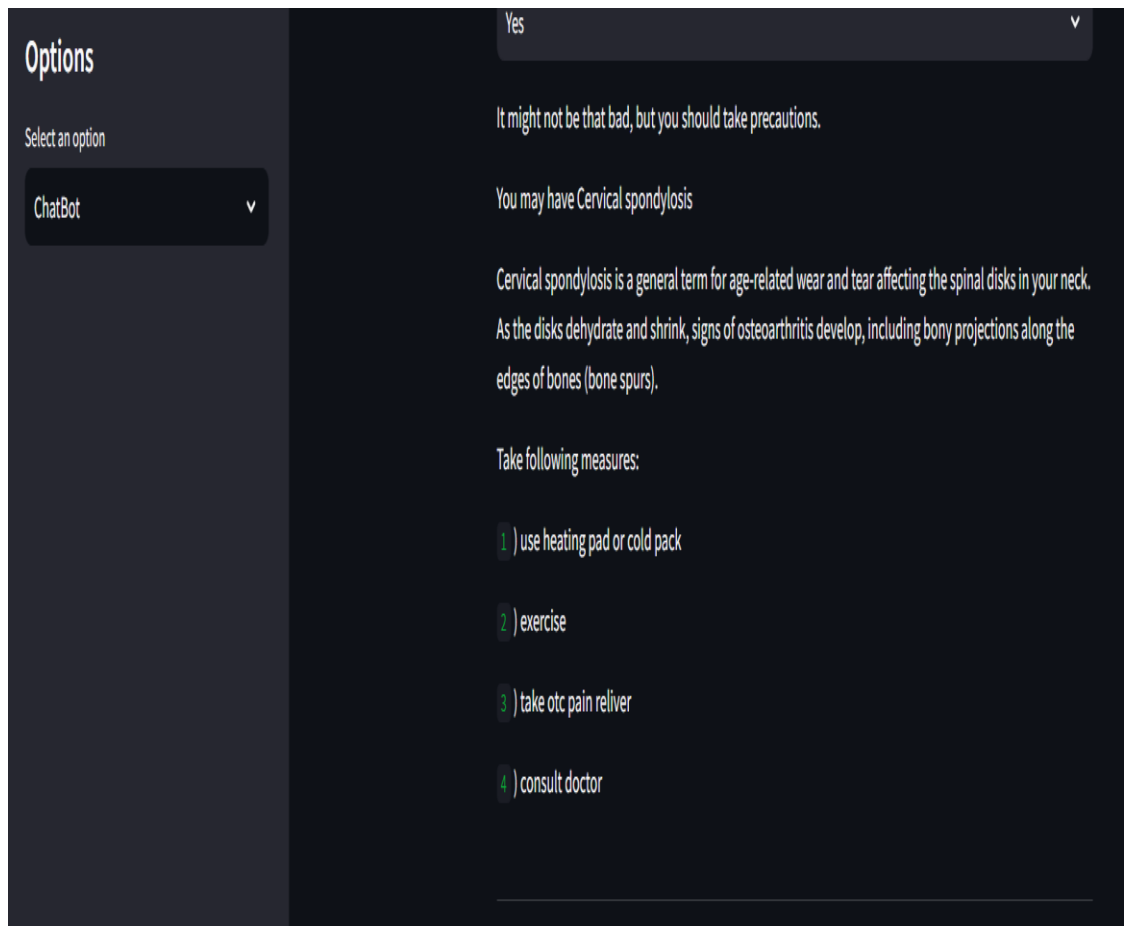 Options
Select an option
ChatBot
Yes
It might not be that bad, but you should take precautions.
You may have Cervical spondylosis
Cervical spondylosis is a general term for age-related wear and tear affecting the spinal disks in your neck.
As the disks dehydrate and shrink, signs of osteoarthritis develop, including bony projections along the
edges of bones (bone spurs).
Take following measures:
1 ) use heating pad or cold pack
2 ) exercise
3 ) take otc pain reliver
4 ) consult doctor